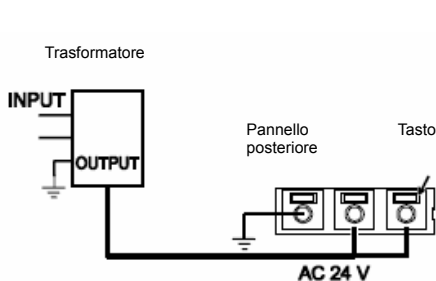 Trasformatore
INPUT
OUTPUT
Pannello
posteriore
Tasto
AC 24 V